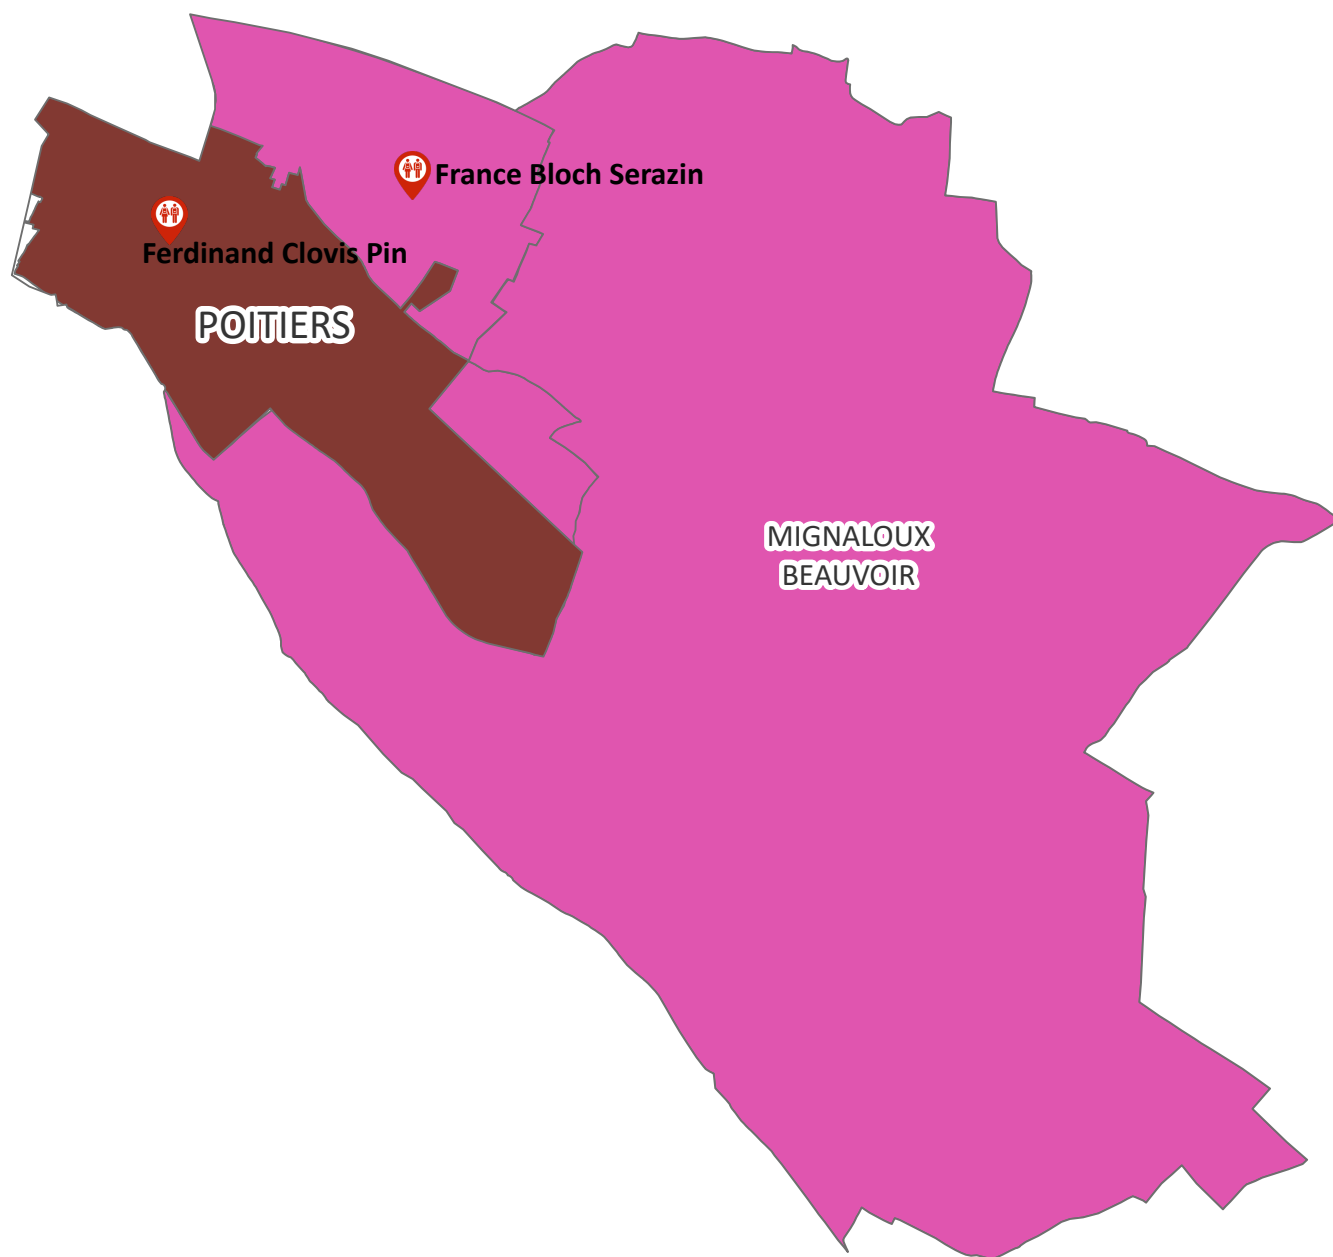 France Bloch Serazin
Ferdinand Clovis Pin
POITIERS
MIGNALOUX
BEAUVOIR